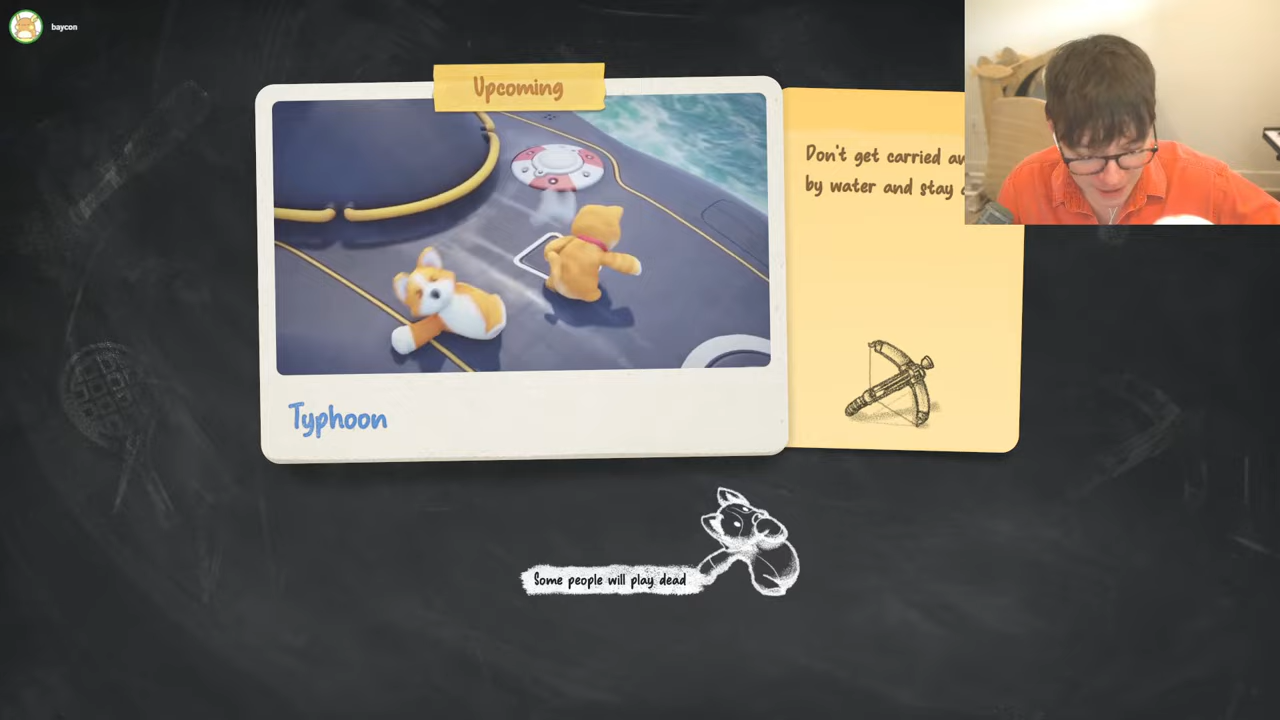 baycon
Upcoming
Don't get carried
by water and stay
Typhoon
Some people will play dead